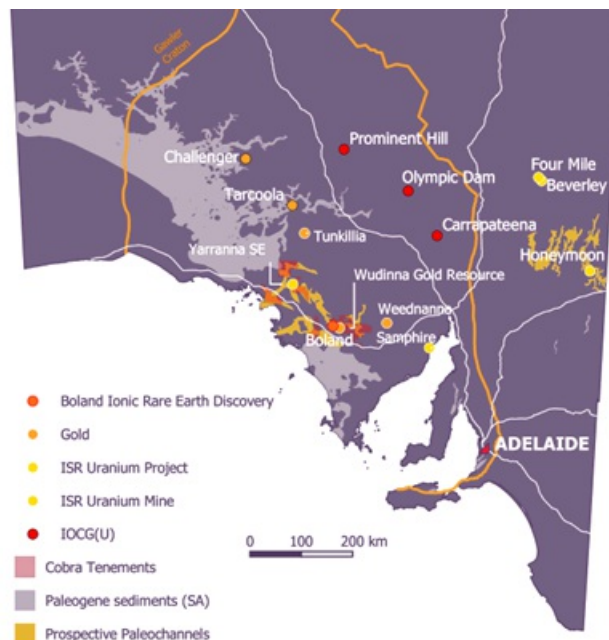 Gawler
Craton
Prominent Hill
Challenger
Four Mile
Olympic Dam
Beverley
Tarcoola
Carrapateena
Tunkillia
Yarranna SE
Honeymoon
Wudinna Gold Resource
Weednanno
Boland
Samphire
Boland Ionic Rare Earth Discovery
Gold
ADELAIDE
ISR Uranium Project
ISR Uranium Mine
IOCG(U)
0 100 200 km
Cobra Tenements
Paleogene sediments (SA)
Prospective Paleochannels